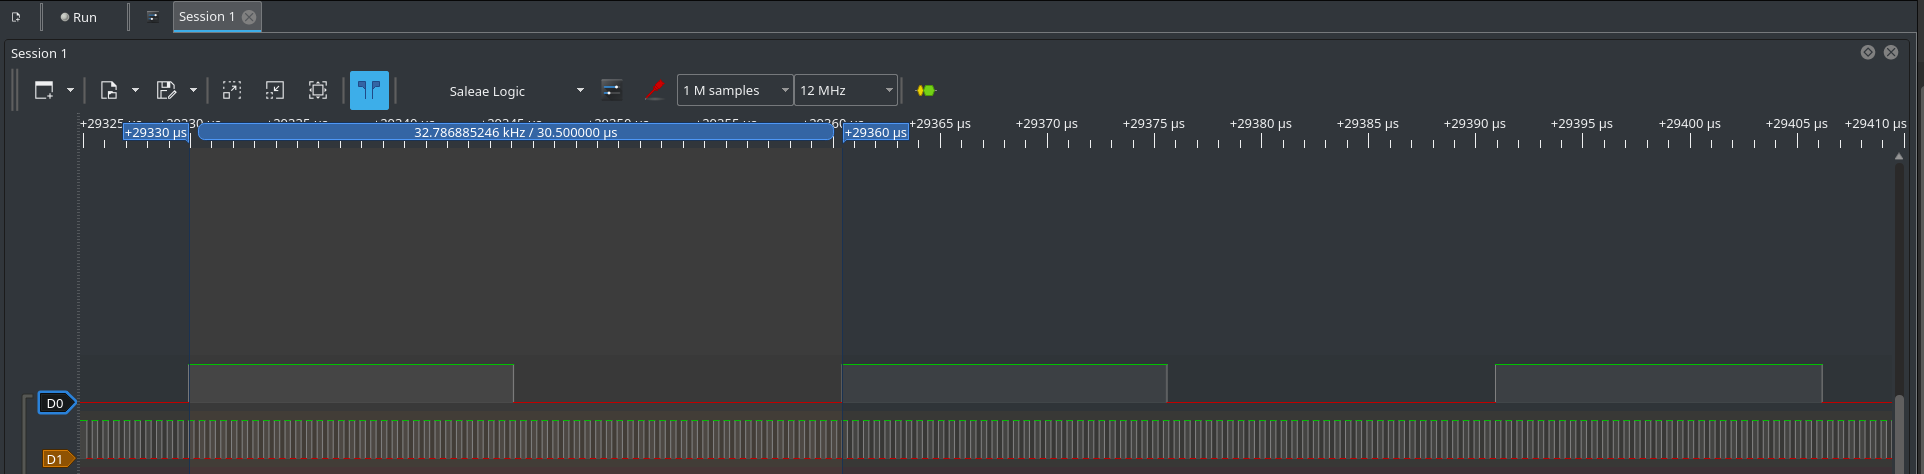 Run
Session 1
Session 1
Saleae Logic
1 M samples
12 MHz
+29325 +29330 µs 32.786885246 kHz / 30.500000 µs +29360 µs +29365 µs +29370 µs +29375 µs +29380 µs +29385 µs +29390 µs +29395 µs +29400 µs +29405 µs +29410 µs
D0
D1